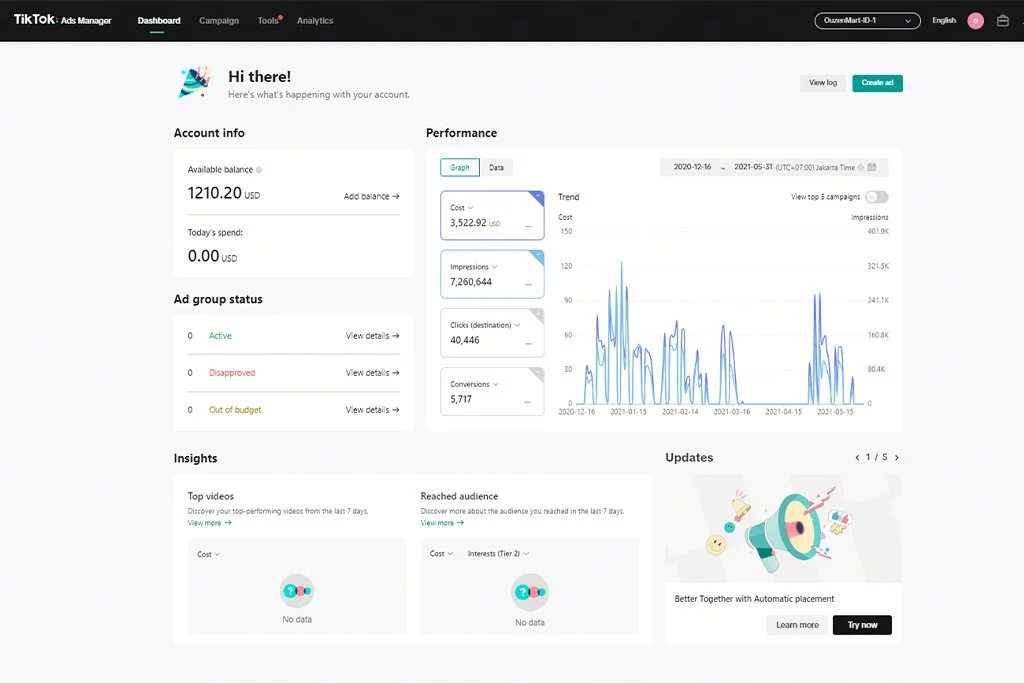 TikTok: Ads Manager
Dashboard
Campaign
Tools
Analytics
OuzenMart-ID-1
English
Hi there!
Here's what's happening with your account.
View log
Create ad
Account info
Available balance
1210.20 USD
Add balance →
Today's spend:
0.00 USD
Ad group status
0 Active View details →
0 Disapproved View details →
0 Out of budget View details →
Performance
Graph
Data
2020-12-16 ~ 2021-05-31 (UTC+07:00) Jakarta Time
Cost
3,522.92 USD
Impressions
7,260,644
Clicks (destination)
40,446
Conversions
5,717
Trend
View top 5 campaigns
Cost
Impressions
150
401.9K
120
321.5K
90
241.1K
60
160.8K
30
80.4K
0
0
2020-12-16
2021-01-15
2021-02-14
2021-03-16
2021-04-15
2021-05-15
Insights
Top videos
Discover your top-performing videos from the last 7 days.
View more →
Cost
No data
Reached audience
Discover more about the audience you reached in the last 7 days.
View more →
Cost
Interests (Tier 2)
No data
Updates
< 1 / 5 >
Better Together with Automatic placement
Learn more
Try now